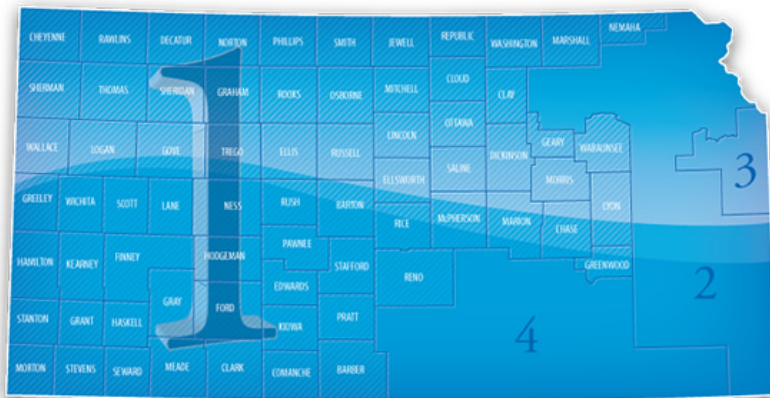 CHEYENNE RAWLINS DECATUR NORTON PHILLIPS SMITH JEWELL REPUBLIC WASHINGTON MARSHALL NEMAHA
SHERMAN THOMAS SHERIDAN GRAHAM ROOKS OSBORNE MITCHELL CLOUD CLAY
OTTAWA
LINCOLN
WALLACE LOGAN GOVE TREGO ELLIS RUSSELL DICKINSON GEARY WABAUNSEE
ELLSWORTH SALINE MORRIS 3
GREELEY WICHITA SCOTT LANE NESS RUSH BARTON RICE McPHERSON MARION CHASE LYON
1
HAMILTON KEARNEY FINNEY HODGEMAN PAWNEE STAFFORD RENO GREENWOOD
EDWARDS 2
STANTON GRANT HASKELL GRAY FORD KIOWA PRATT 4
MORTON STEVENS SEWARD MEADE CLARK COMANCHE BARBER